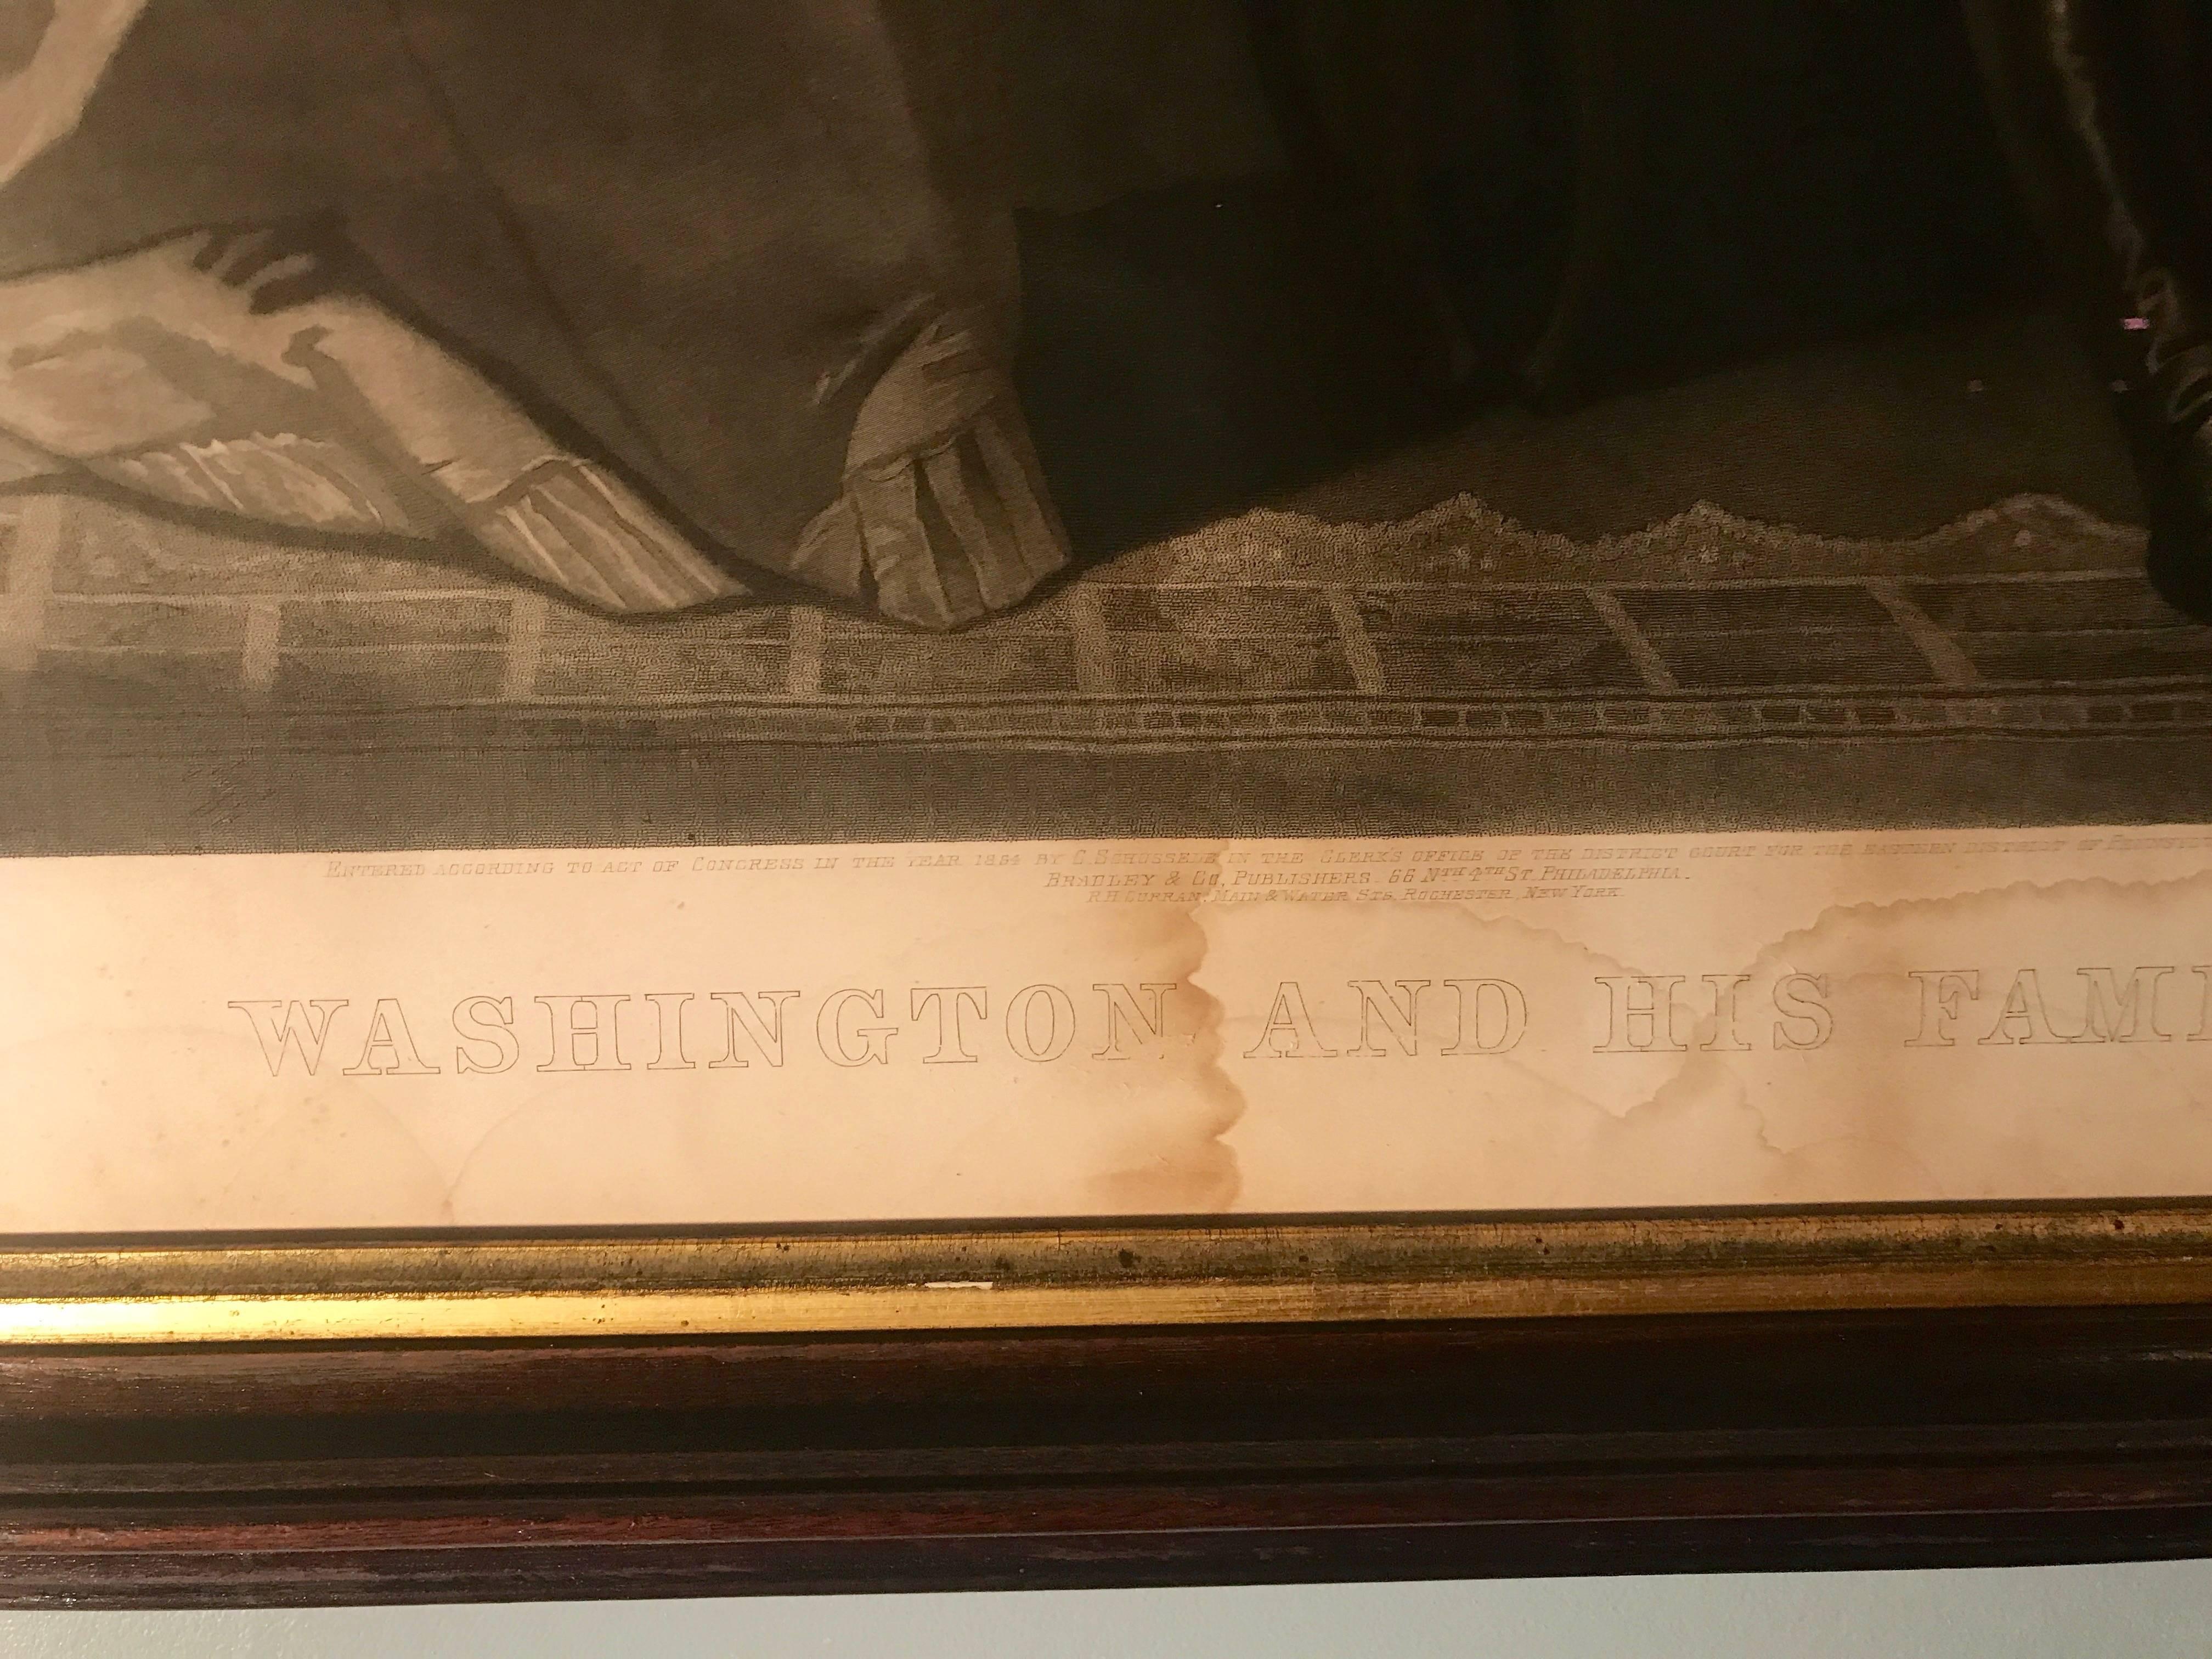 ENTERED ACCORDING TO ACT OF CONGRESS IN THE YEAR 1864 BY C. SCHUSSELE IN THE CLERK'S OFFICE OF THE DISTRICT COURT FOR THE EASTERN DISTRICT OF
BRADLEY & CO, PUBLISHERS. 66 NTH 4TH ST. PHILADELPHIA.
R.H CURRAN, MAIN & WATER STS, ROCHESTER, NEW YORK.
WASHINGTON AND HIS FAMI